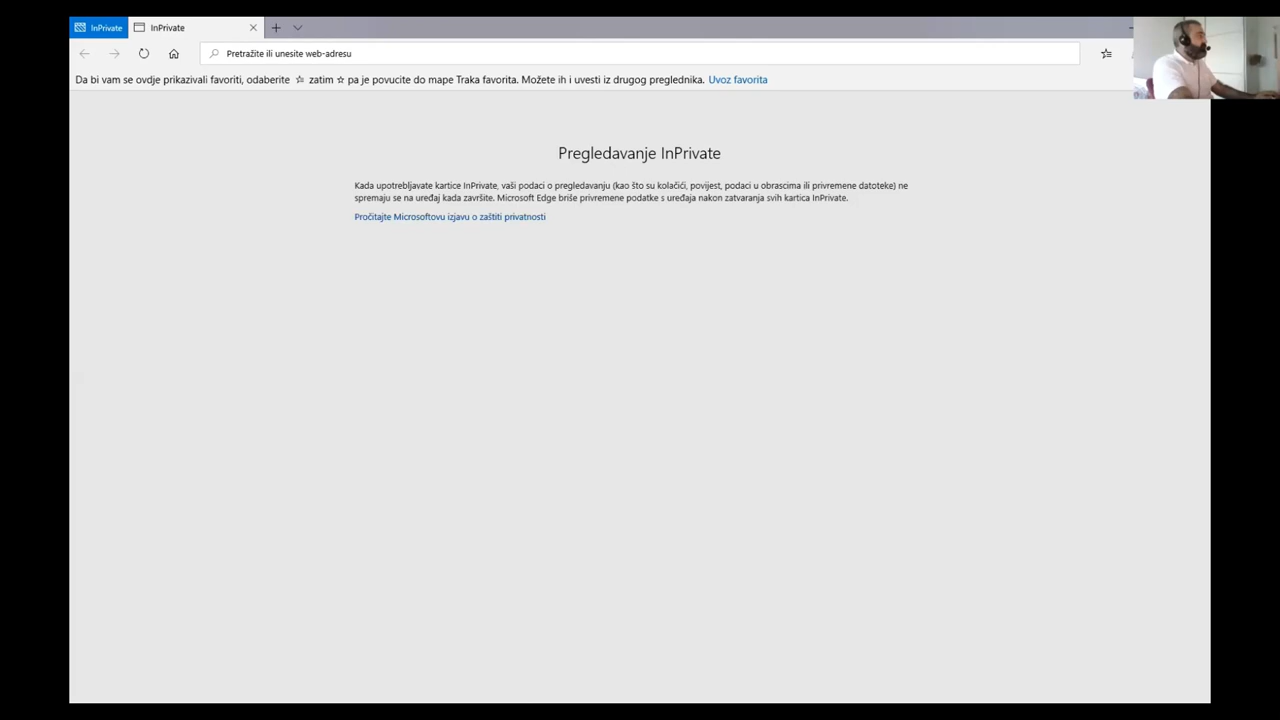 InPrivate
InPrivate
Pretražite ili unesite web-adresu
Da bi vam se ovdje prikazivali favoriti, odaberite zatim pa je povucite do mape Traka favorita. Možete ih i uvesti iz drugog preglednika. Uvoz favorita
Pregledavanje InPrivate
Kada upotrebljavate kartice InPrivate, vaši podaci o pregledavanju (kao što su kolačići, povijest, podaci u obrascima ili privremene datoteke) ne
spremaju se na uređaj kada završite. Microsoft Edge briše privremene podatke s uređaja nakon zatvaranja svih kartica InPrivate.
Pročitajte Microsoftovu izjavu o zaštiti privatnosti